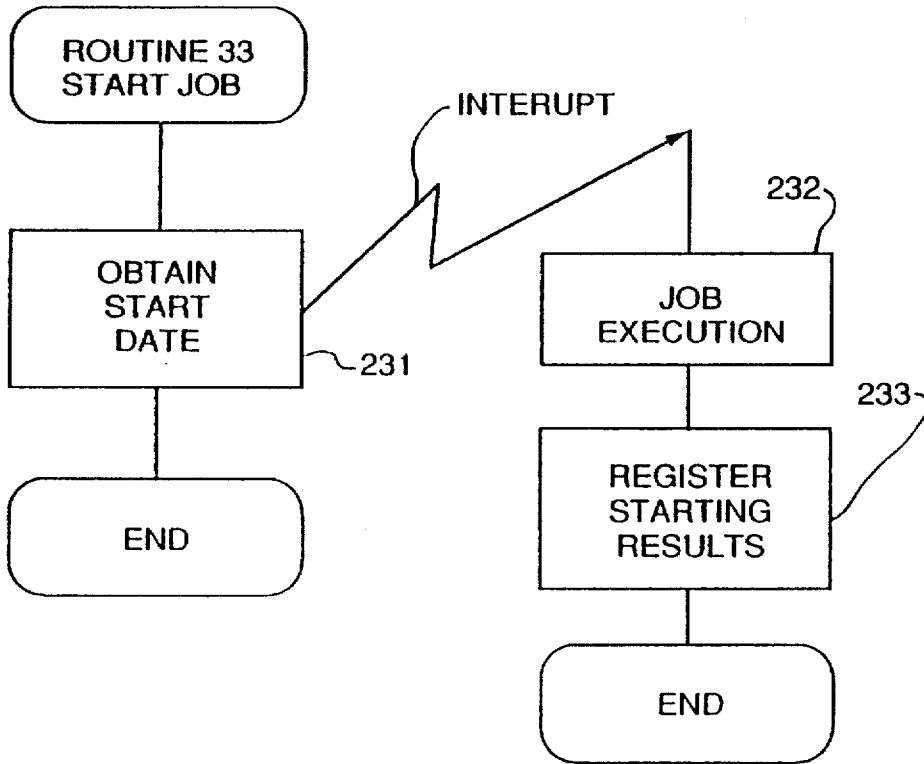 ROUTINE 33
START JOB
INTERUPT
OBTAIN
START
DATE
231
END
232
JOB
EXECUTION
233
REGISTER
STARTING
RESULTS
END